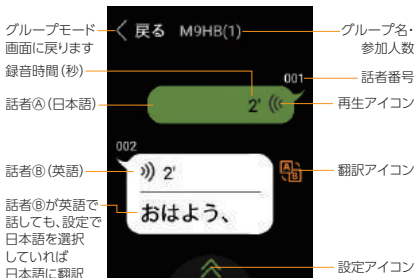 グループモード
画面に戻ります
戻る M9HB(1)
グループ名・
参加人数
録音時間(秒)
001
話者番号
話者Ⓐ(日本語)
2'
再生アイコン
002
話者Ⓑ(英語)
2'
翻訳アイコン
A
B
話者Ⓑが英語で
話しても、設定で
日本語を選択
していれば
日本語に翻訳
おはよう、
設定アイコン